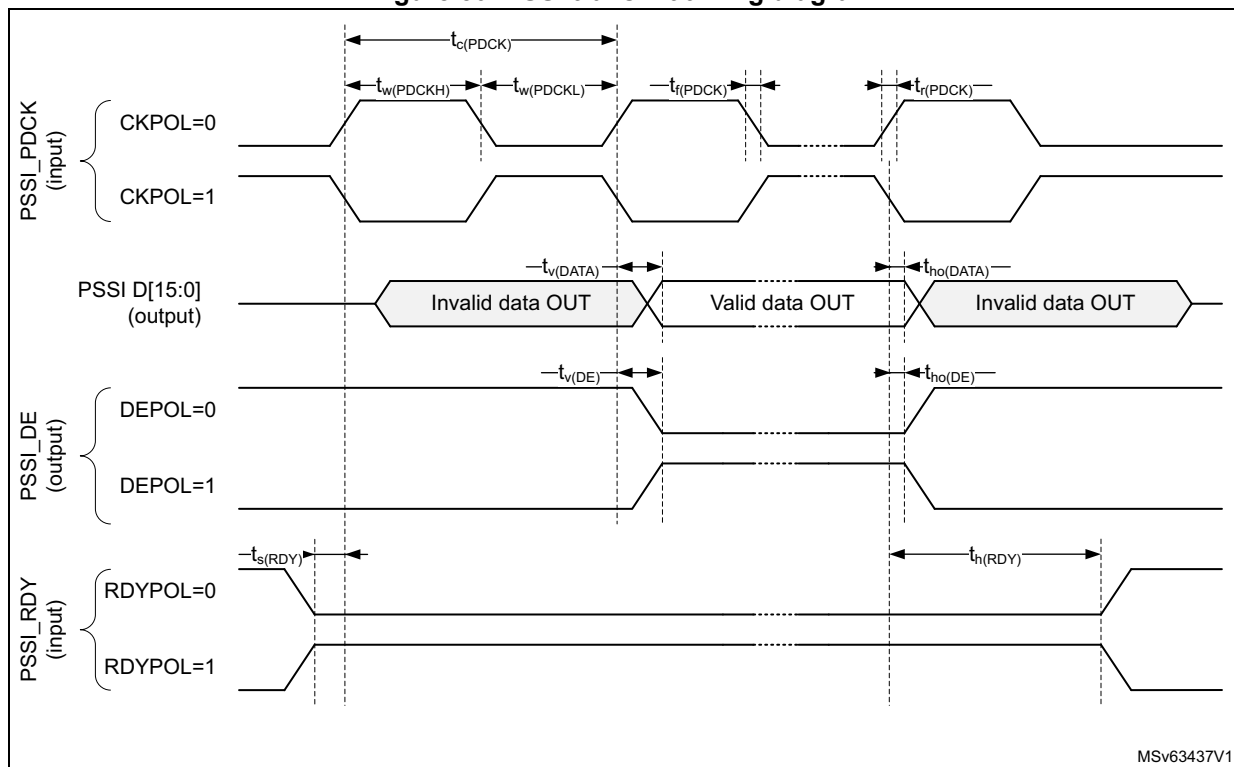 t_c(PDCK)
t_w(PDCKH)
t_w(PDCKL)
t_f(PDCK)
t_r(PDCK)
PSSI_PDCK
(input)
CKPOL=0
CKPOL=1
t_v(DATA)
t_ho(DATA)
PSSI D[15:0]
(output)
Invalid data OUT
Valid data OUT
Invalid data OUT
t_v(DE)
t_ho(DE)
PSSI_DE
(output)
DEPOL=0
DEPOL=1
t_s(RDY)
t_h(RDY)
PSSI_RDY
(input)
RDYPOL=0
RDYPOL=1
MSv63437V1